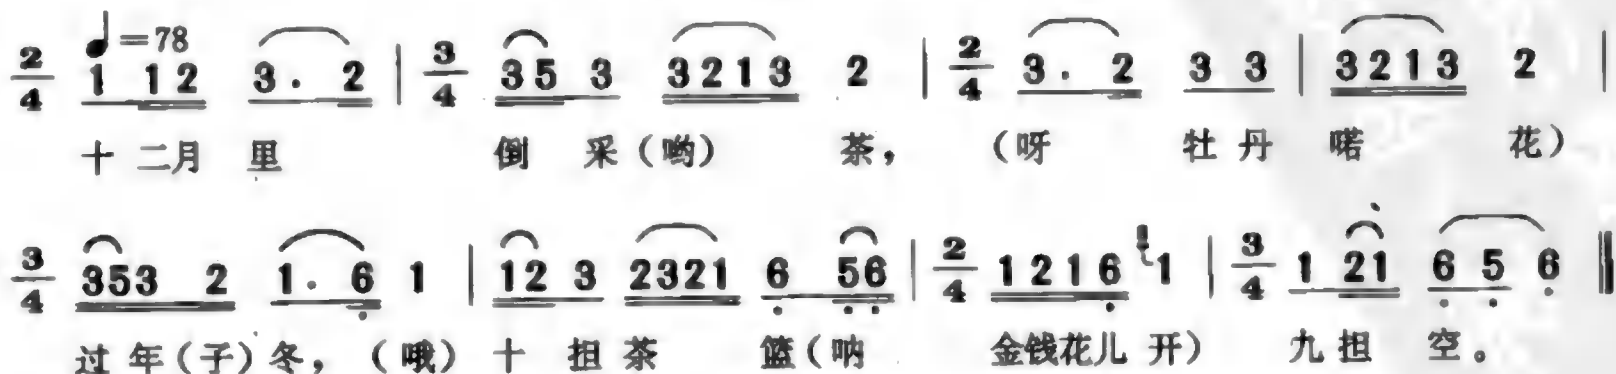 2/4 ♩=78 1 12 3. 2 | 3/4 35 3 3213 2 | 2/4 3. 2 3 3 | 3213 2 |
十 二月 里 倒 采(哟) 茶, (呀 牡 丹 喏 花)
3/4 353 2 1. 6 1 | 12 3 2321 6 56 | 2/4 1216 1 | 3/4 1 21 6 5 6 ‖
过 年(子)冬, (哦) 十 担 茶 篮(呐 金钱花儿 开) 九 担 空。